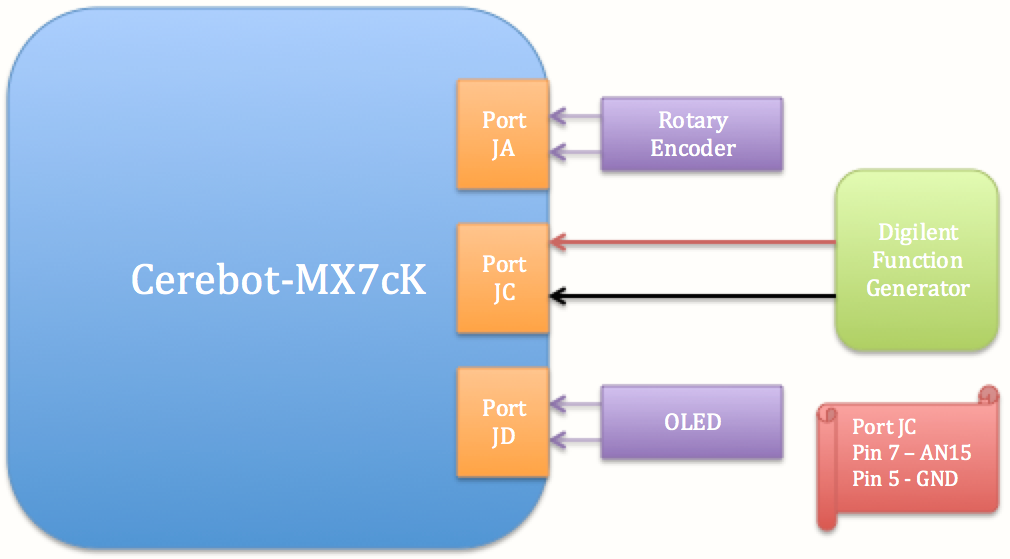 Cerebot-MX7cK
Port
JA
Rotary
Encoder
Port
JC
Digilent
Function
Generator
Port
JD
OLED
Port JC
Pin 7 – AN15
Pin 5 - GND